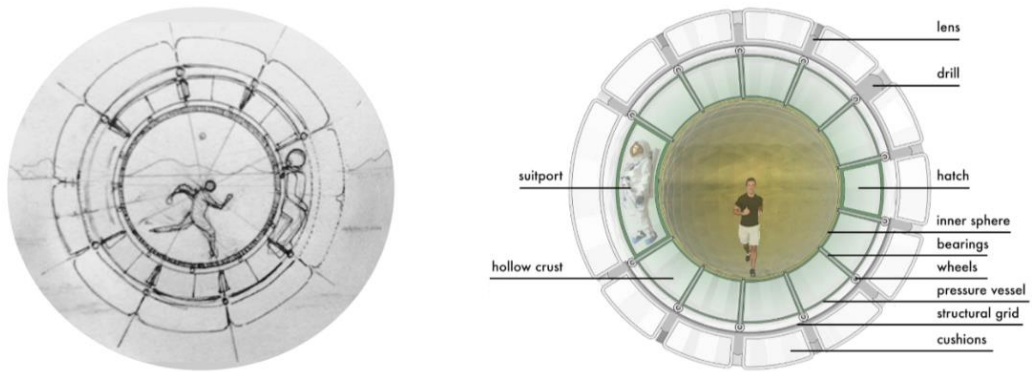 lens
drill
suitport
hatch
inner sphere
bearings
hollow crust
wheels
pressure vessel
structural grid
cushions